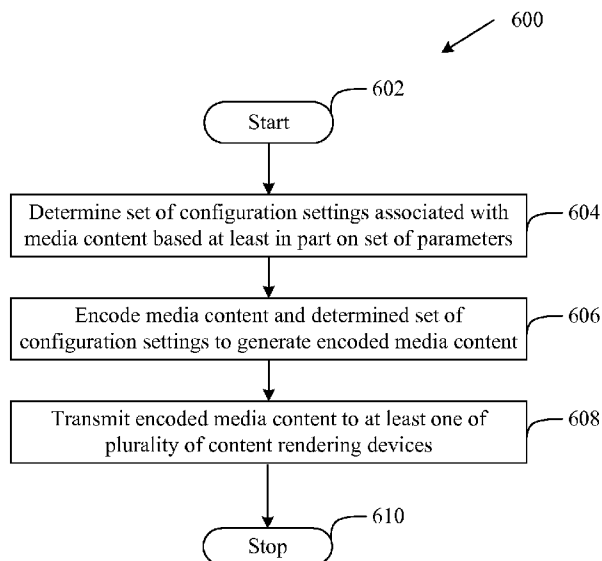 600
602
Start
Determine set of configuration settings associated with
media content based at least in part on set of parameters
604
Encode media content and determined set of
configuration settings to generate encoded media content
606
Transmit encoded media content to at least one of
plurality of content rendering devices
608
610
Stop